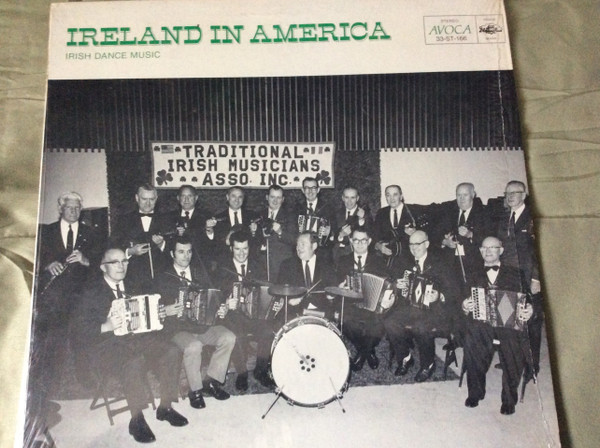 IRELAND IN AMERICA
IRISH DANCE MUSIC
STEREO
AVOCA
33-ST-166
TRADITIONAL
IRISH MUSICIANS
ASSO. INC.